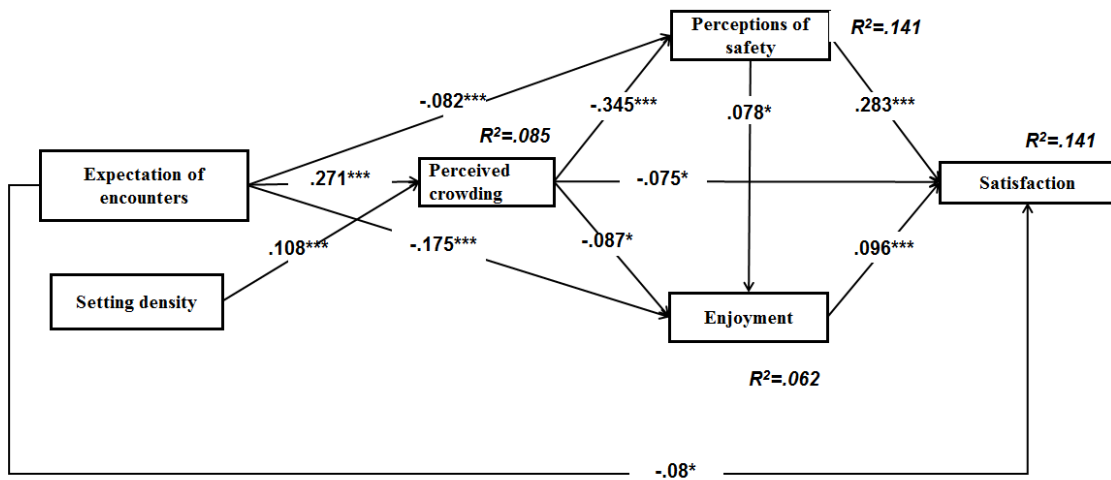 Perceptions of
safety
R²=.141
-.082***
-.345***
.078*
.283***
R²=.085
R²=.141
Expectation of
encounters
.271***
Perceived
crowding
-.075*
Satisfaction
.108***
-.175***
-.087*
.096***
Setting density
Enjoyment
R²=.062
-.08*